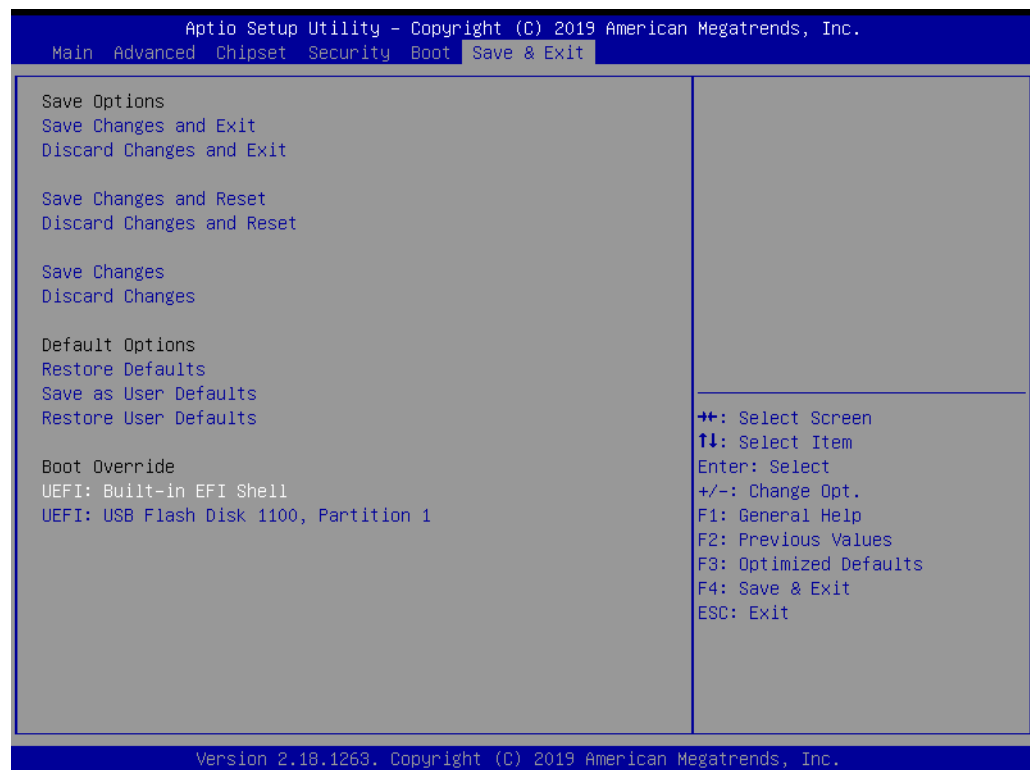 Aptio Setup Utility – Copyright (C) 2019 American Megatrends, Inc.
Main Advanced Chipset Security Boot Save & Exit
Save Options
Save Changes and Exit
Discard Changes and Exit
Save Changes and Reset
Discard Changes and Reset
Save Changes
Discard Changes
Default Options
Restore Defaults
Save as User Defaults
Restore User Defaults
Boot Override
UEFI: Built-in EFI Shell
UEFI: USB Flash Disk 1100, Partition 1
→←: Select Screen
↑↓: Select Item
Enter: Select
+/-: Change Opt.
F1: General Help
F2: Previous Values
F3: Optimized Defaults
F4: Save & Exit
ESC: Exit
Version 2.18.1263. Copyright (C) 2019 American Megatrends, Inc.